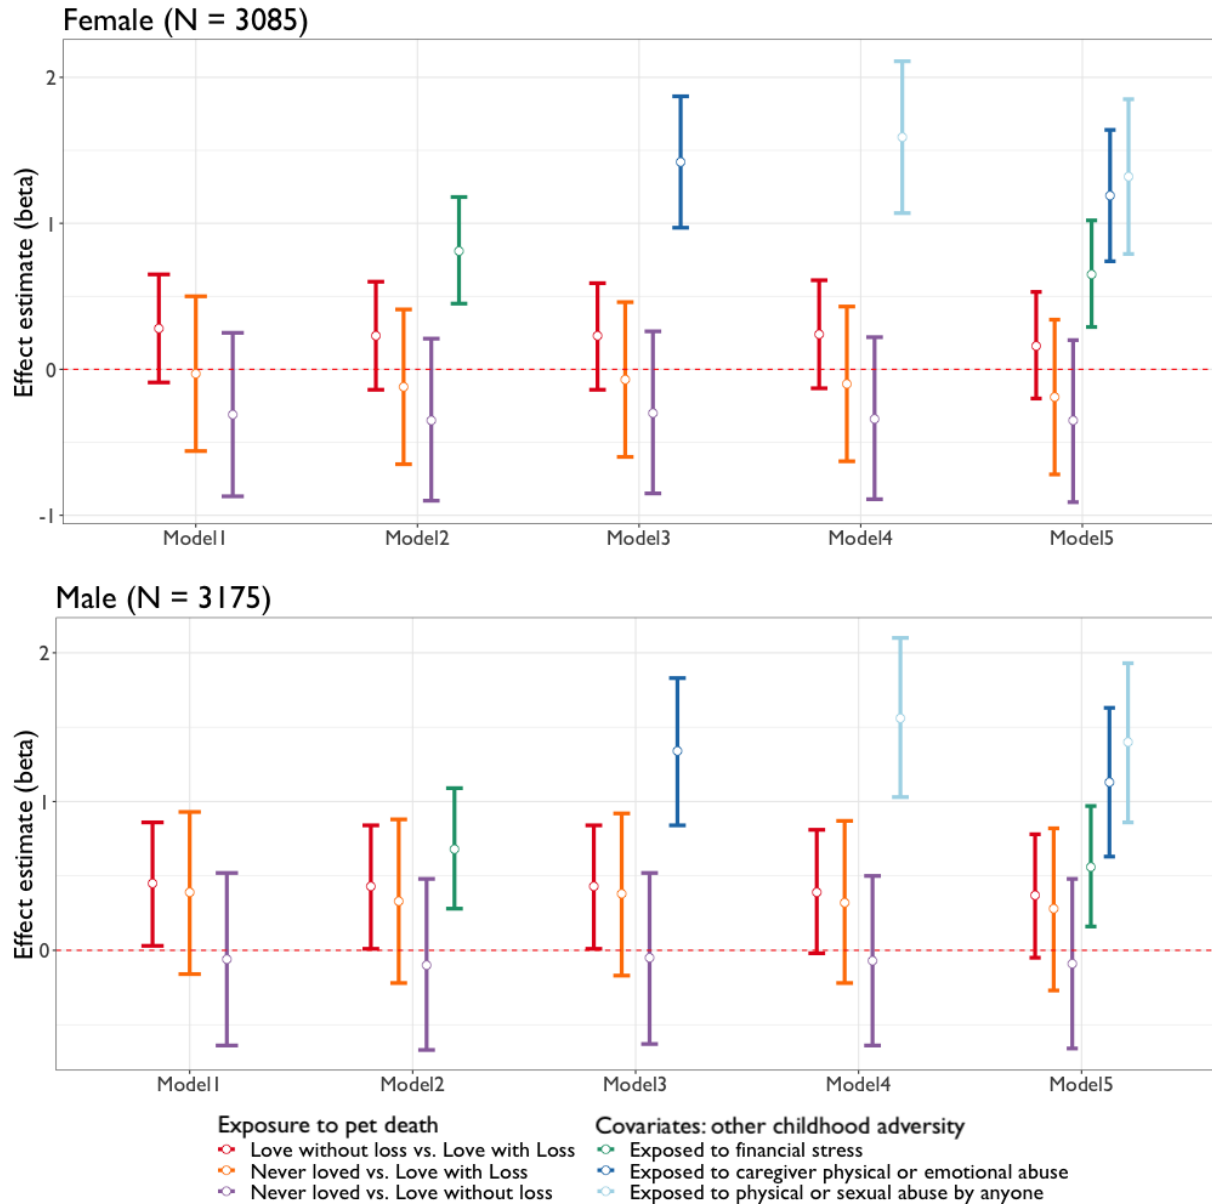 Female (N = 3085)
2
1
0
-1
Effect estimate (beta)
Model1 Model2 Model3 Model4 Model5
Male (N = 3175)
2
1
0
Effect estimate (beta)
Model1 Model2 Model3 Model4 Model5
Exposure to pet death
Love without loss vs. Love with Loss
Never loved vs. Love with Loss
Never loved vs. Love without loss
Covariates: other childhood adversity
Exposed to financial stress
Exposed to caregiver physical or emotional abuse
Exposed to physical or sexual abuse by anyone